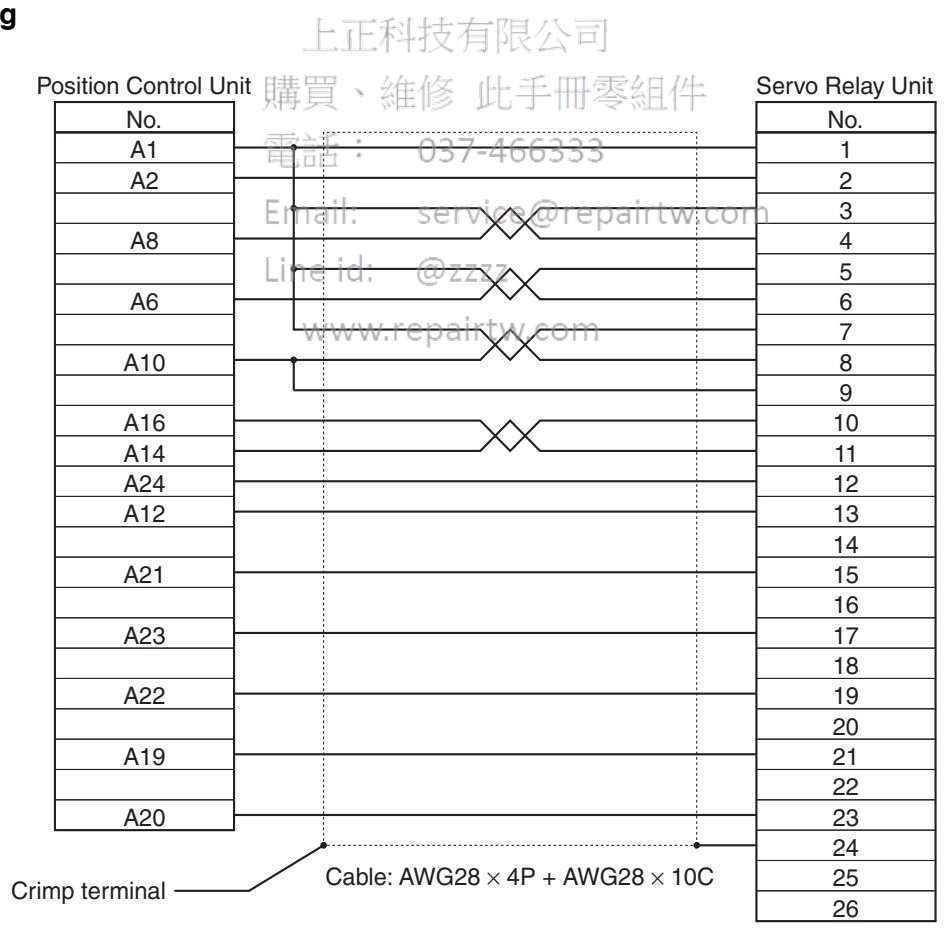 g
上正科技有限公司
Position Control Unit
購買、維修 此手冊零組件
Servo Relay Unit
No.
No.
電話： 037-466333
A1
1
A2
2
Email: service@repairtw.com
3
A8
4
Line id: @zzzz
5
A6
6
www.repairtw.com
7
A10
8
9
A16
10
A14
11
A24
12
A12
13
14
A21
15
16
A23
17
18
A22
19
20
A19
21
22
A20
23
24
Cable: AWG28 × 4P + AWG28 × 10C
25
Crimp terminal
26